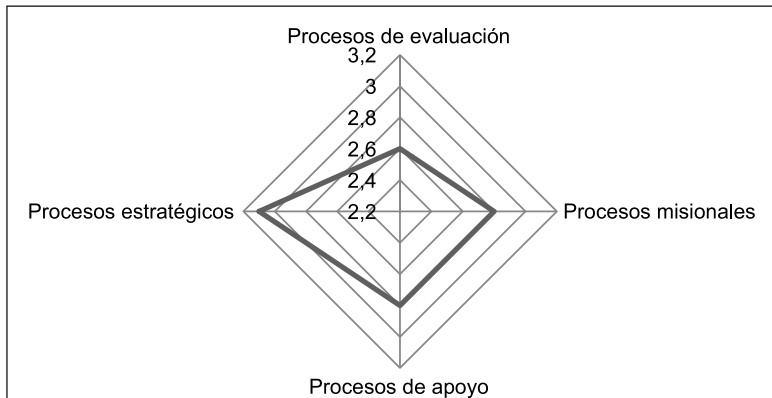 Procesos de evaluación
3,2
3
2,8
2,6
2,4
2,2
Procesos estratégicos
Procesos misionales
Procesos de apoyo